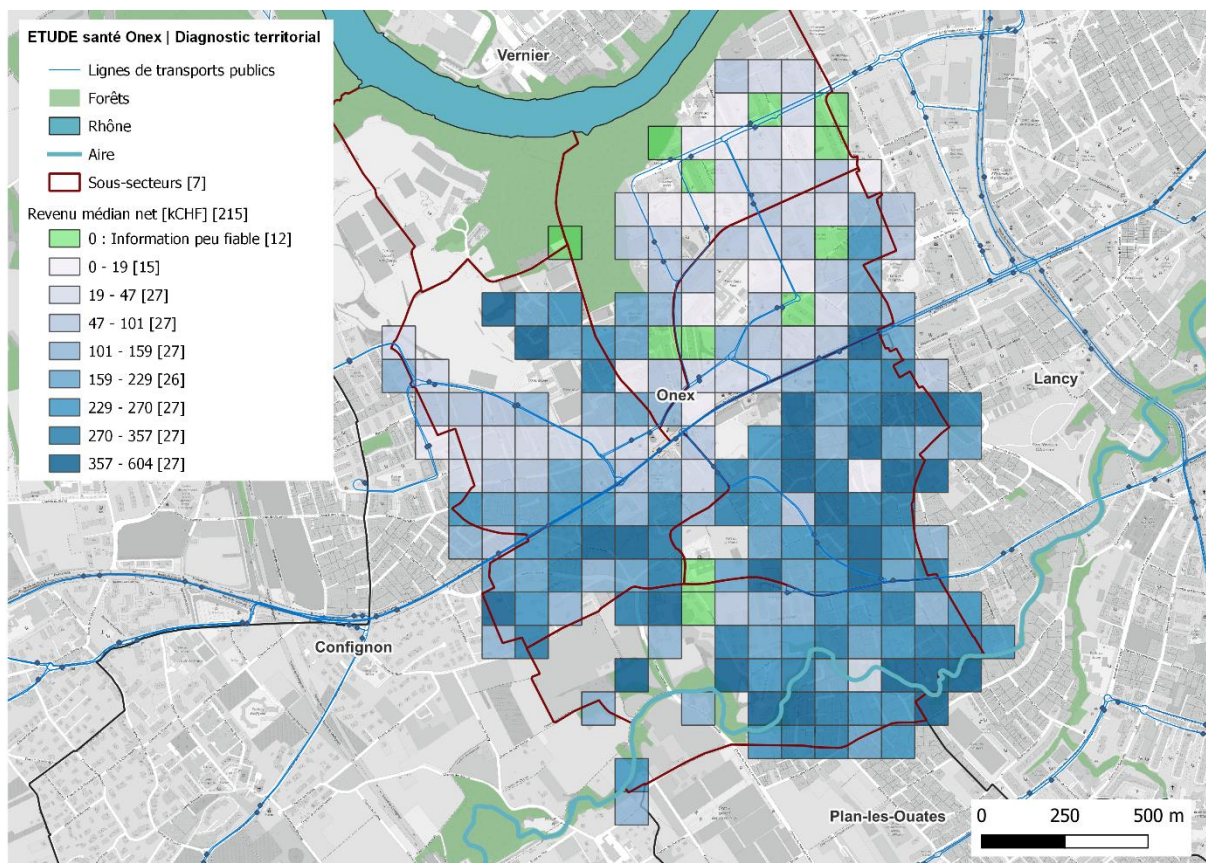 ETUDE santé Onex | Diagnostic territorial
Lignes de transports publics
Forêts
Rhône
Aire
Sous-secteurs [7]
Revenu médian net [kCHF] [215]
0 : Information peu fiable [12]
0 - 19 [15]
19 - 47 [27]
47 - 101 [27]
101 - 159 [27]
159 - 229 [26]
229 - 270 [27]
270 - 357 [27]
357 - 604 [27]
Vernier
Onex
Lancy
Confignon
Plan-les-Ouates
0 250 500 m